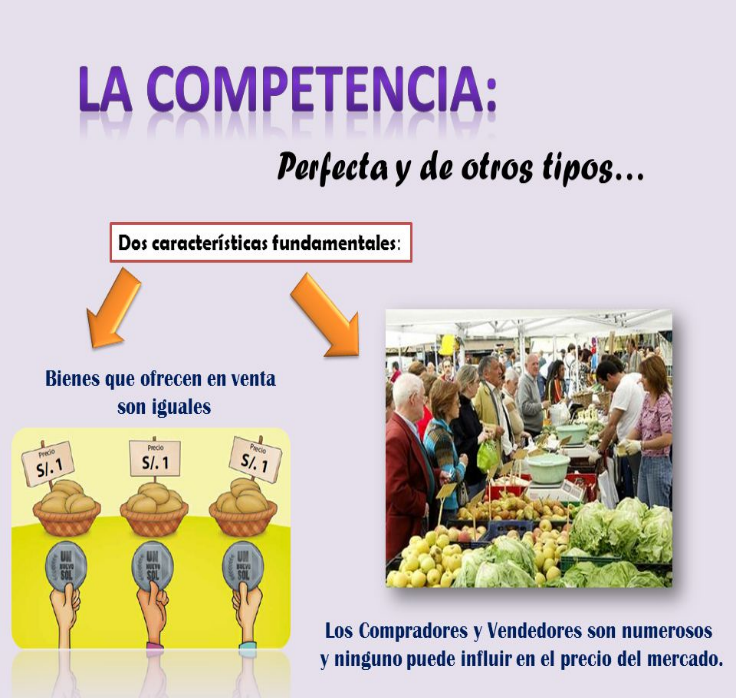 LA COMPETENCIA:
Perfecta y de otros tipos...
Dos características fundamentales:
Bienes que ofrecen en venta
son iguales
Precio
S/. 1
Precio
S/. 1
Precio
S/. 1
UN
NUEVO
SOL
UN
NUEVO
SOL
UN
NUEVO
SOL
Los Compradores y Vendedores son numerosos
y ninguno puede influir en el precio del mercado.